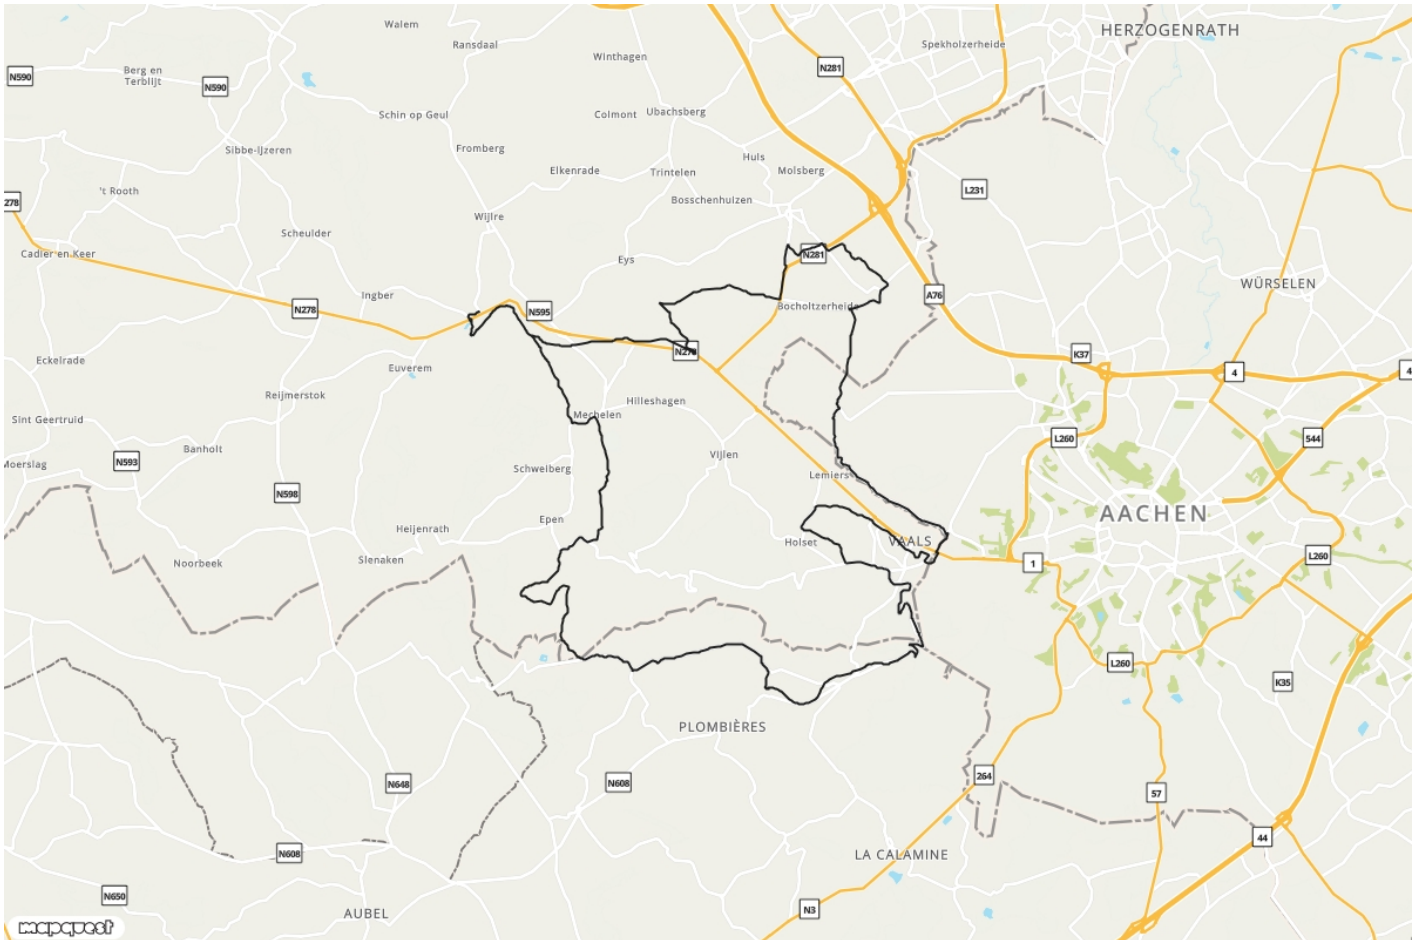 Walem
Ransdaal
Winthagen
Spekholzerheide
HERZOGENRATH
N590
Berg en
Terblijt
N590
N281
Schin op Geul
Colmont
Ubachsberg
Sibbe-IJzeren
Fromberg
Huls
Elkenrade
Trintelen
Molsberg
't Rooth
L231
278
Bosschenhuizen
Wijlre
Scheulder
Cadier en Keer
Eys
N281
WÜRSELEN
Ingber
A76
N278
N595
Bocholtzerheide
Eckelrade
Euverem
N278
K37
4
4
Reijmerstok
Hilleshagen
Mechelen
Sint Geertruid
Banholt
L260
544
Moerslag
N593
Vijlen
Schweiberg
Lemiers
N598
AACHEN
Epen
Heijenrath
Holset
VAALS
Noorbeek
Slenaken
1
L260
L260
K35
PLOMBIÈRES
N648
N608
264
57
44
N608
LA CALAMINE
N650
AUBEL
N3
mapquest